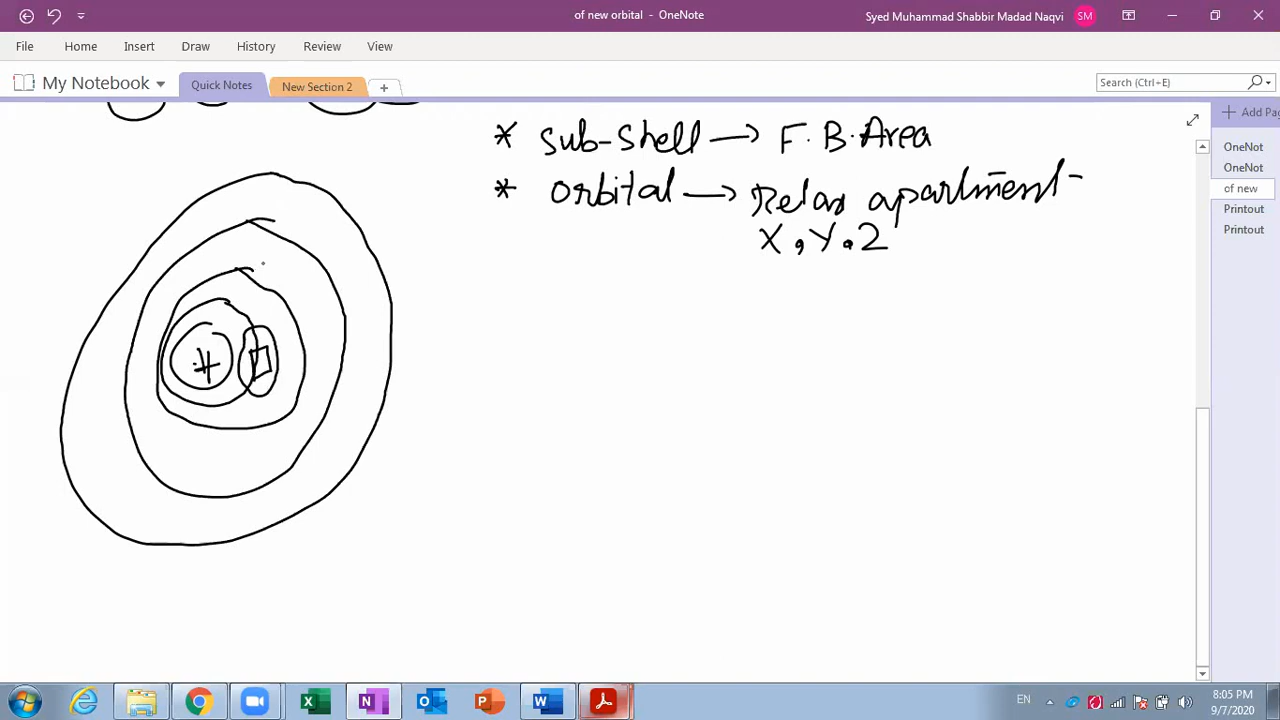 of new orbital - OneNote
Syed Muhammad Shabbir Madad Naqvi
SM
File Home Insert Draw History Review View
My Notebook
Quick Notes
New Section 2
Search (Ctrl+E)
Add Pa
* Sub-Shell → F.B.Area
* orbital → Relax apartment
X, Y, Z
OneNot
OneNot
of new
Printout
Printout
EN
8:05 PM
9/7/2020